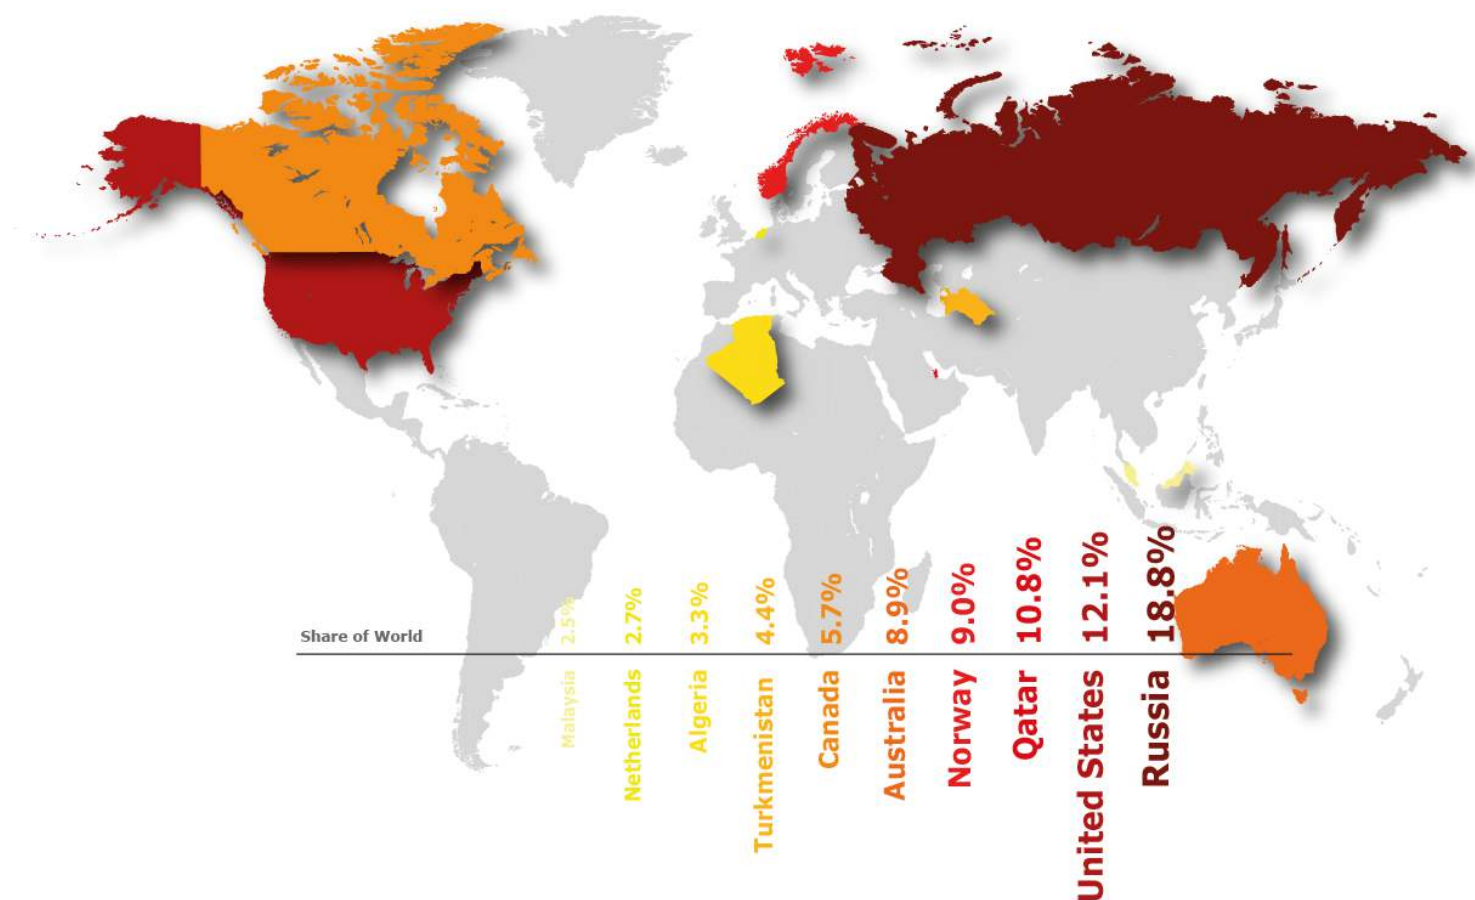 Share of World
2.5%
2.7%
3.3%
4.4%
5.7%
8.9%
9.0%
10.8%
12.1%
18.8%
Malaysia
Netherlands
Algeria
Turkmenistan
Canada
Australia
Norway
Qatar
United States
Russia